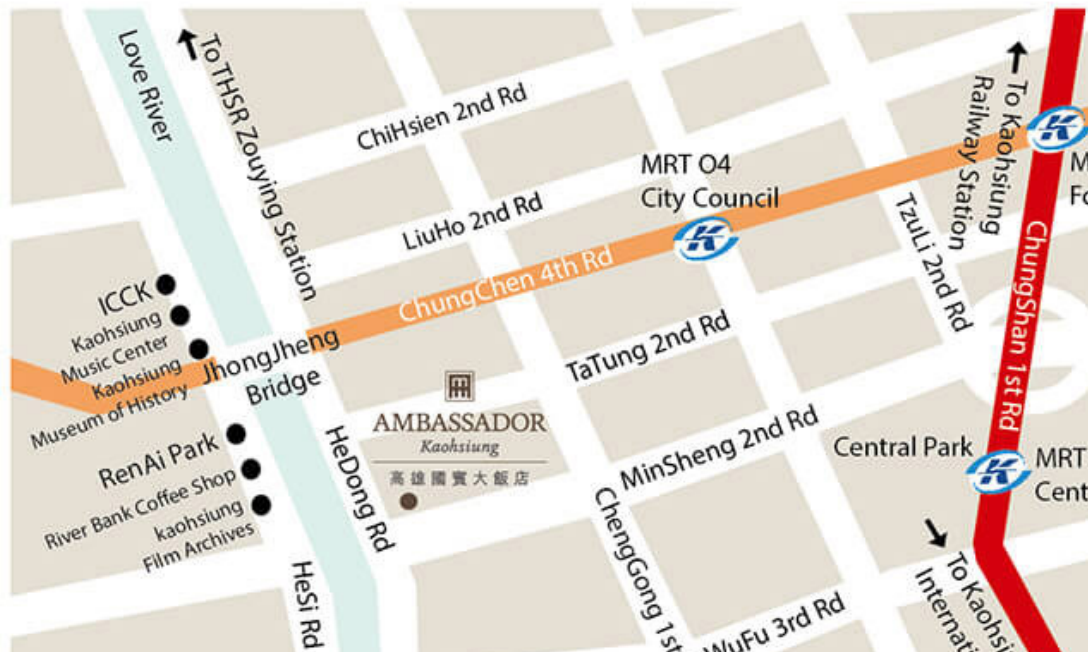 Love River
To THSR Zouying Station
ChiHsien 2nd Rd
To Kaohsiung
Railway Station
MRT O4
City Council
LiuHo 2nd Rd
TzuLi 2nd Rd
ChungChen 4th Rd
ChungShan 1st Rd
ICCK
Kaohsiung
Music Center
Kaohsiung
Museum of History
JhongJheng
Bridge
TaTung 2nd Rd
AMBASSADOR
Kaohsiung
高雄國賓大飯店
RenAi Park
River Bank Coffee Shop
kaohsiung
Film Archives
HeDong Rd
MinSheng 2nd Rd
Central Park
MRT
ChengGong 1st
HeSi Rd
WuFu 3rd Rd
To Kaohsi
Internati